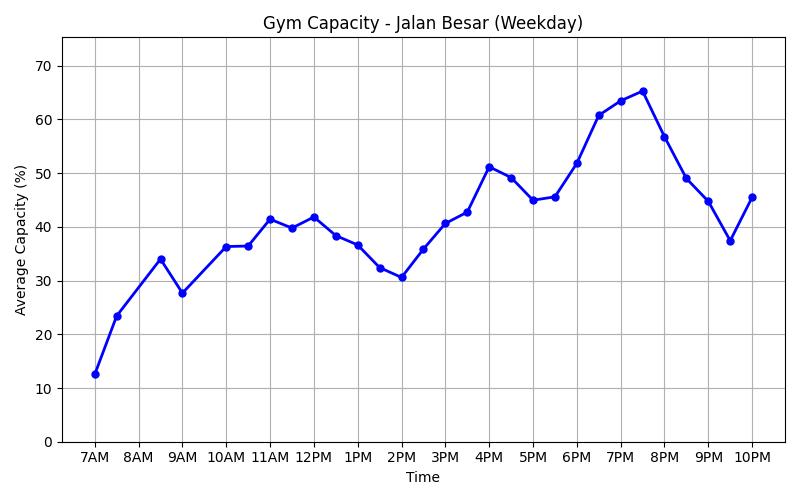 Gym Capacity - Jalan Besar (Weekday)
Average Capacity (%)
70
60
50
40
30
20
10
0
7AM 8AM 9AM 10AM 11AM 12PM 1PM 2PM 3PM 4PM 5PM 6PM 7PM 8PM 9PM 10PM
Time